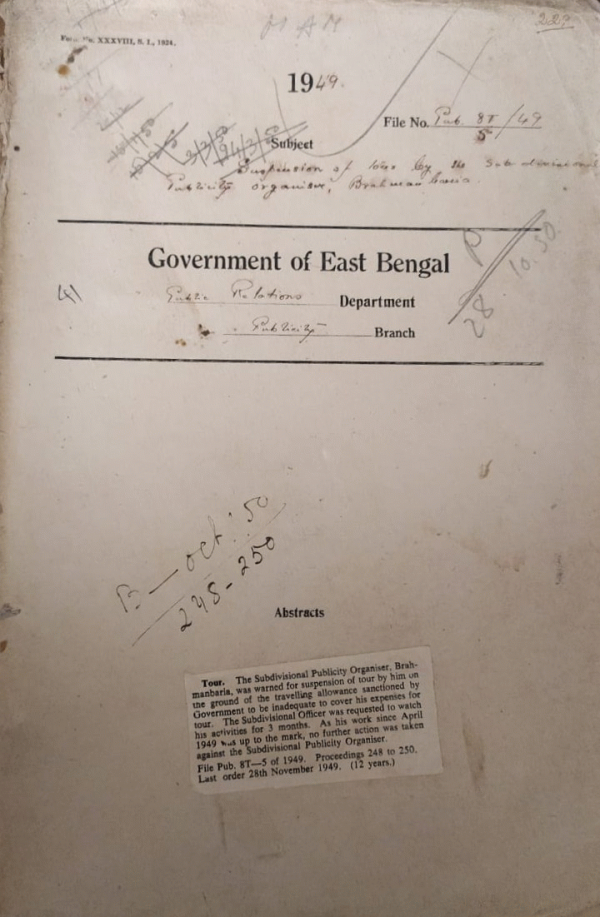 Form No. XXXVIII, S. I., 1924.
1949.
File No. Pub. 8T/49
5
Subject
Suspension of tour by the Subdivisional
Publicity Organiser, Brahmanbaria.
Government of East Bengal
Public Relations Department
Publicity Branch
28 10.50
B — Oct '50
248-250
Abstracts
Tour. The Subdivisional Publicity Organiser, Brah-
manbaria, was warned for suspension of tour by him on
the ground of the travelling allowance sanctioned by
Government to be inadequate to cover his expenses for
tour. The Subdivisional Officer was requested to watch
his activities for 3 months. As his work since April
1949 was up to the mark, no further action was taken
against the Subdivisional Publicity Organiser.
File Pub. 8T—5 of 1949. Proceedings 248 to 250.
Last order 28th November 1949. (12 years.)